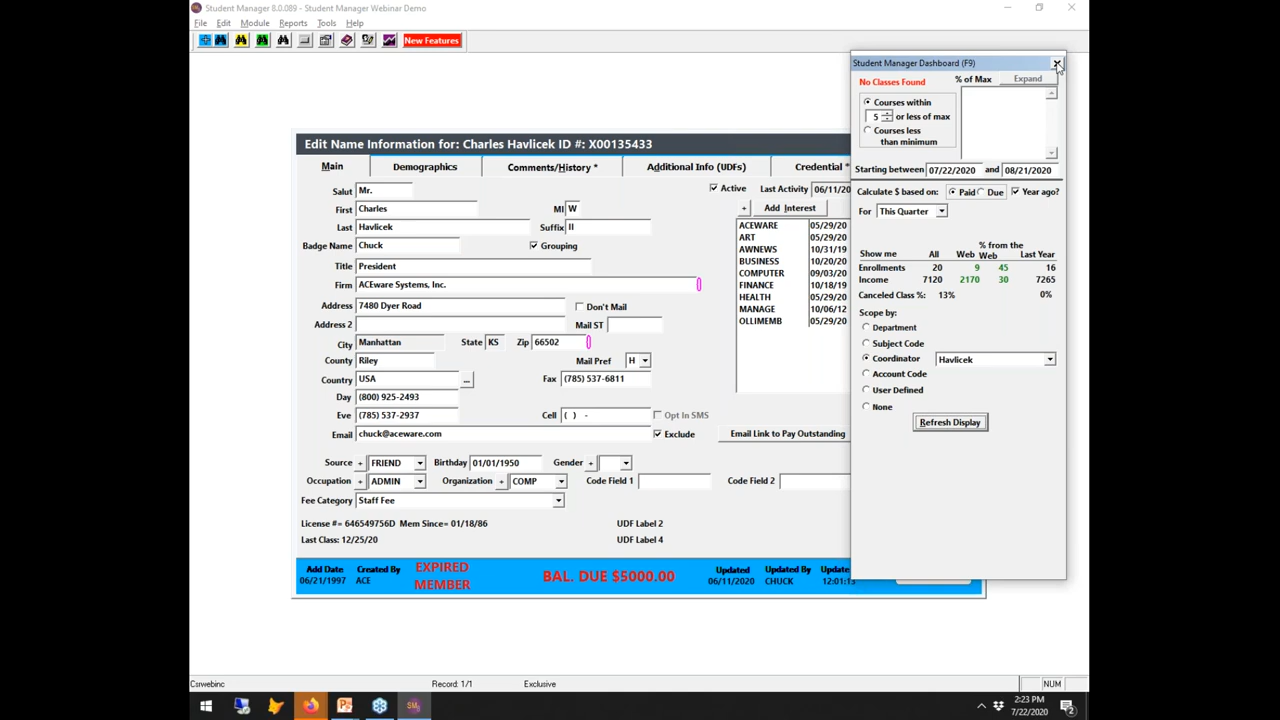 Student Manager 8.0.089 - Student Manager Webinar Demo
File Edit Module Reports Tools Help
New Features
Student Manager Dashboard (F9)
No Classes Found % of Max Expand
Courses within
5 or less of max
Courses less
than minimum
Starting between 07/22/2020 and 08/21/2020
Calculate $ based on: Paid Due Year ago?
For This Quarter
Show me All Web % from the Web Last Year
Enrollments 20 9 45 16
Income 7120 2170 30 7265
Canceled Class %: 13% 0%
Scope by:
Department
Subject Code
Coordinator Havlicek
Account Code
User Defined
None
Refresh Display
Edit Name Information for: Charles Havlicek ID #: X00135433
Main Demographics Comments/History * Additional Info (UDFs) Credential *
Salut Mr. Active Last Activity 06/11/20
First Charles MI W + Add Interest
Last Havlicek Suffix II
Badge Name Chuck Grouping
Title President
Firm ACEware Systems, Inc.
Address 7480 Dyer Road Don't Mail
Address 2 Mail ST
City Manhattan State KS Zip 66502
County Riley Mail Pref H
Country USA ... Fax (785) 537-6811
Day (800) 925-2493
Eve (785) 537-2937 Cell ( ) - Opt In SMS
Email chuck@aceware.com Exclude Email Link to Pay Outstanding
ACEWARE 05/29/20
ART 05/29/20
AWNEWS 10/31/19
BUSINESS 10/20/20
COMPUTER 09/03/20
FINANCE 10/18/19
HEALTH 05/29/20
MANAGE 10/06/12
OLLIMEMB 05/29/20
Source + FRIEND Birthday 01/01/1950 Gender +
Occupation + ADMIN Organization + COMP Code Field 1 Code Field 2
Fee Category Staff Fee
License #= 646549756D Mem Since= 01/18/86 UDF Label 2
Last Class: 12/25/20 UDF Label 4
Add Date Created By EXPIRED MEMBER BAL. DUE $5000.00 Updated Updated By Update
06/21/1997 ACE 06/11/2020 CHUCK 12:01:13
Csrwebinc Record: 1/1 Exclusive NUM
SM
2:23 PM
7/22/2020
2